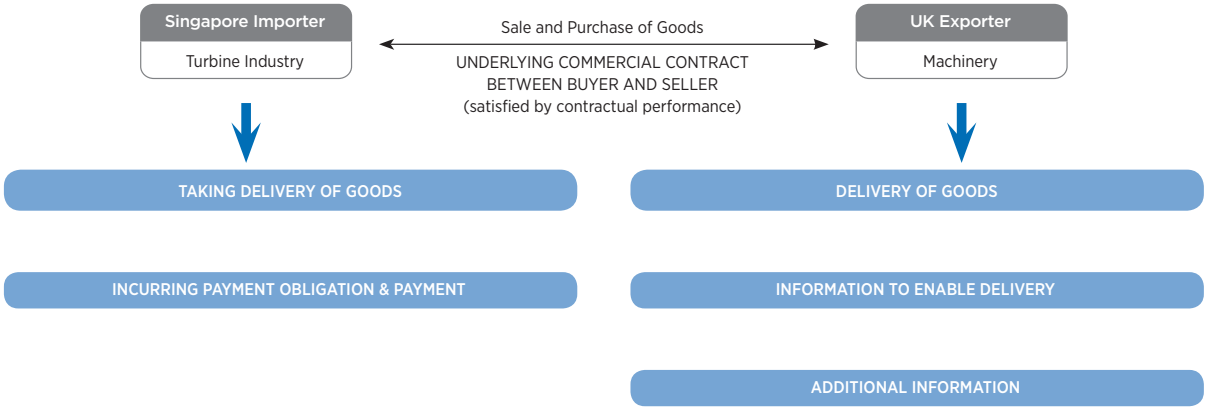 Singapore Importer
Turbine Industry
Sale and Purchase of Goods
UNDERLYING COMMERCIAL CONTRACT
BETWEEN BUYER AND SELLER
(satisfied by contractual performance)
UK Exporter
Machinery
TAKING DELIVERY OF GOODS
DELIVERY OF GOODS
INCURRING PAYMENT OBLIGATION & PAYMENT
INFORMATION TO ENABLE DELIVERY
ADDITIONAL INFORMATION